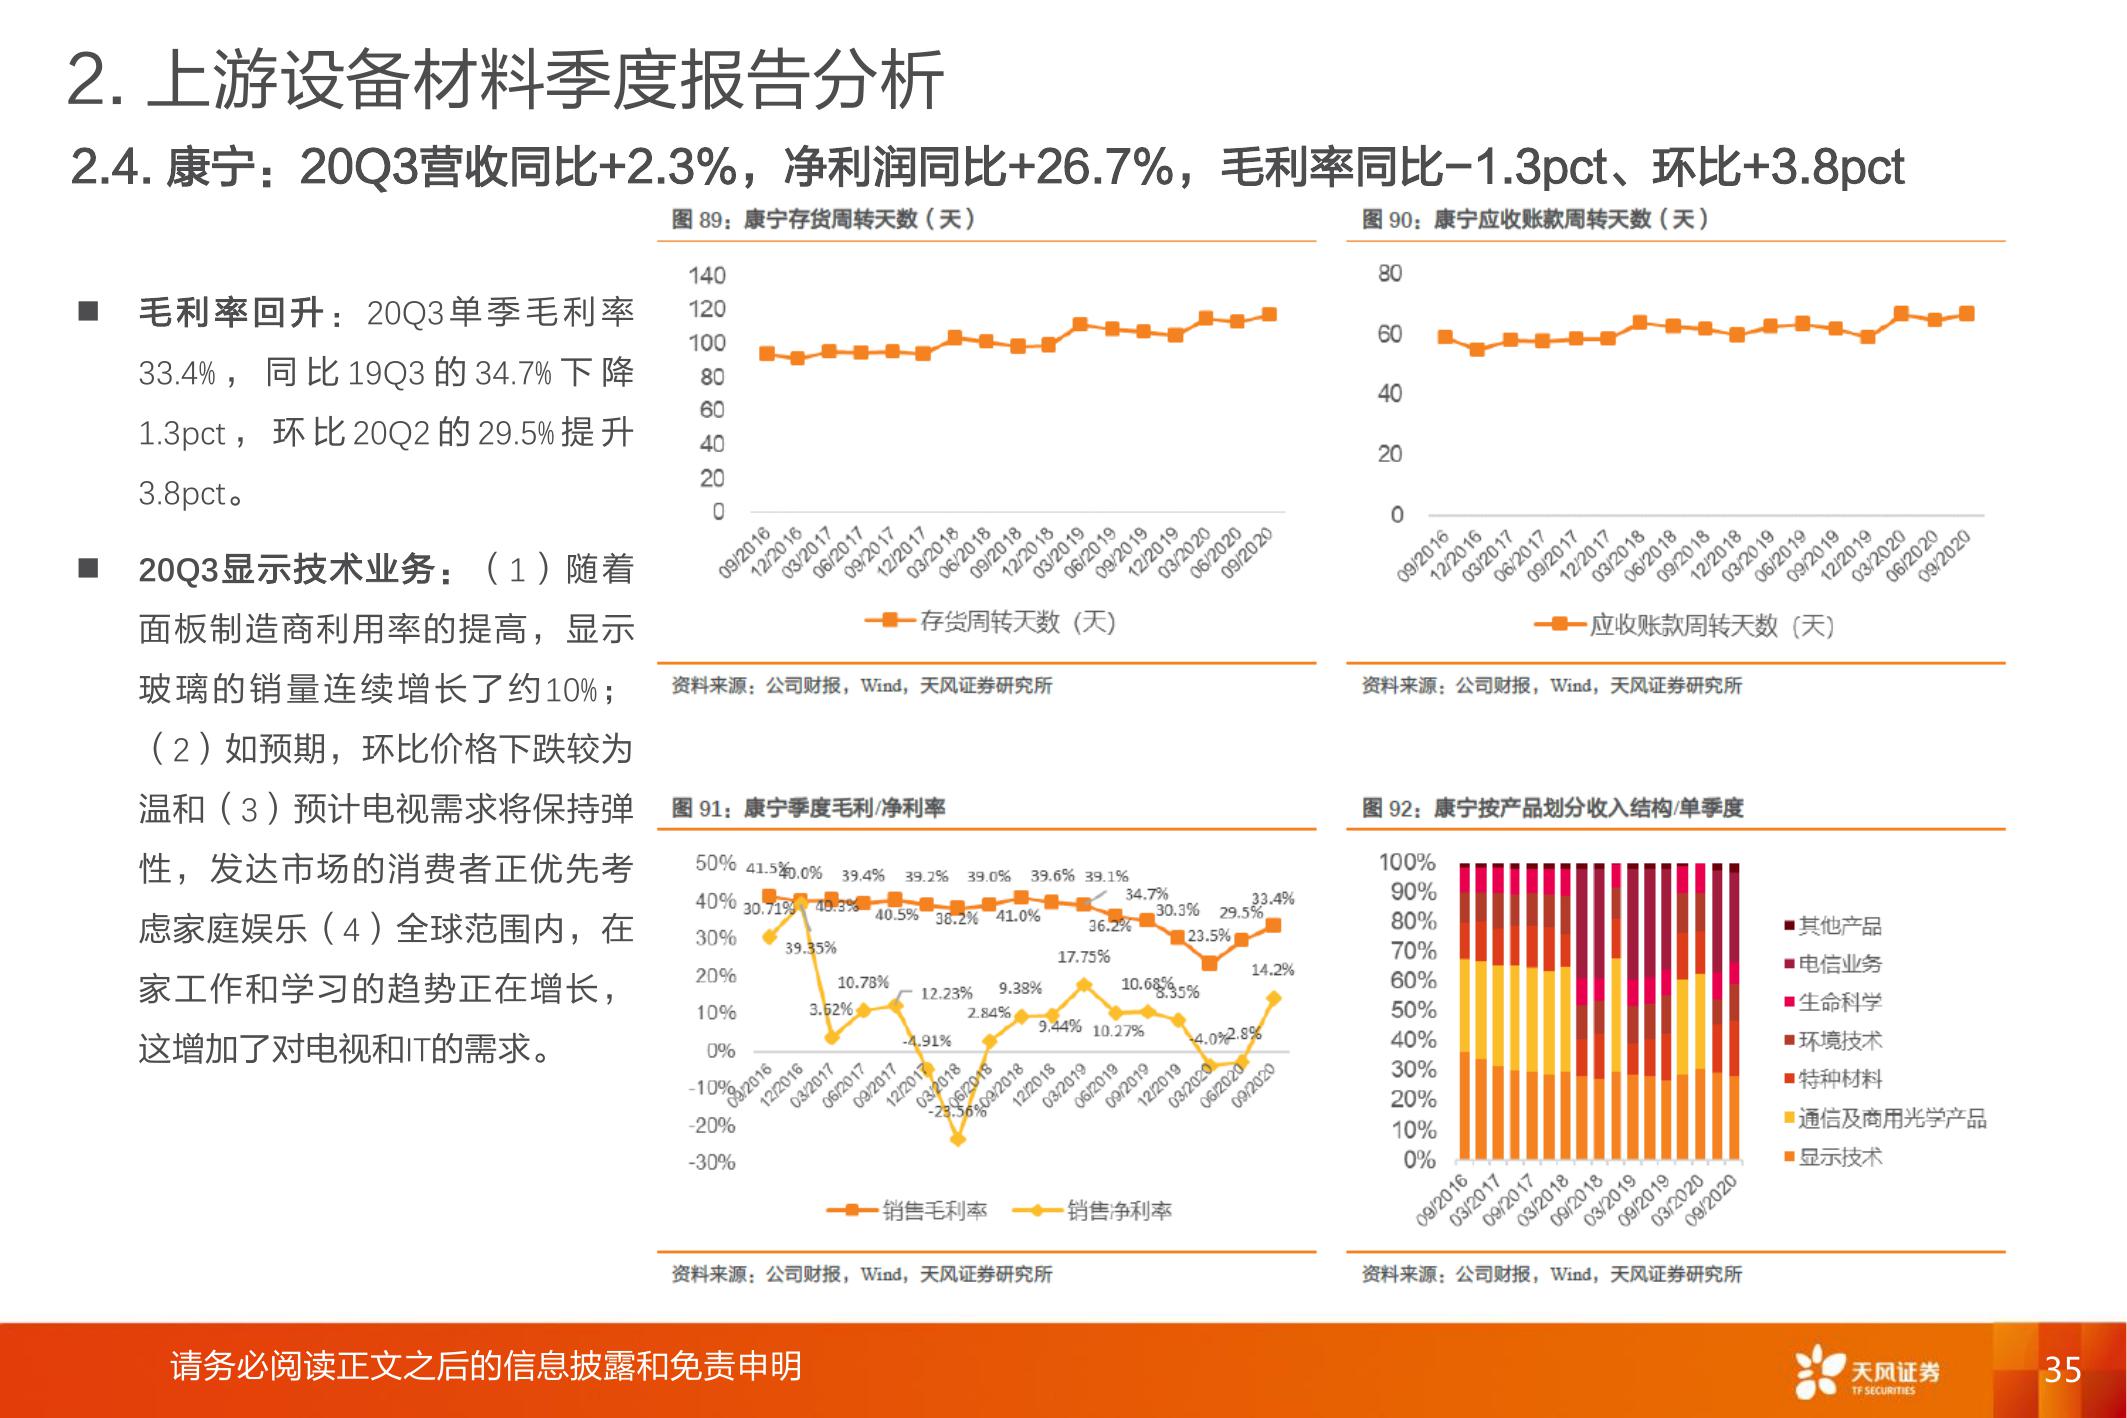 2. 上游设备材料季度报告分析
2.4. 康宁：20Q3营收同比+2.3%，净利润同比+26.7%，毛利率同比-1.3pct、环比+3.8pct
■ 毛利率回升：20Q3单季毛利率
33.4%，同比19Q3的34.7%下降
1.3pct，环比20Q2的29.5%提升
3.8pct。
■ 20Q3显示技术业务：（1）随着
面板制造商利用率的提高，显示
玻璃的销量连续增长了约10%；
（2）如预期，环比价格下跌较为
温和（3）预计电视需求将保持弹
性，发达市场的消费者正优先考
虑家庭娱乐（4）全球范围内，在
家工作和学习的趋势正在增长，
这增加了对电视和IT的需求。
图 89：康宁存货周转天数（天）
140
120
100
80
60
40
20
0
09/2016 12/2016 03/2017 06/2017 09/2017 12/2017 03/2018 06/2018 09/2018 12/2018 03/2019 06/2019 09/2019 12/2019 03/2020 06/2020 09/2020
存货周转天数（天）
资料来源：公司财报，Wind，天风证券研究所
图 90：康宁应收账款周转天数（天）
80
60
40
20
0
09/2016 12/2016 03/2017 06/2017 09/2017 12/2017 03/2018 06/2018 09/2018 12/2018 03/2019 06/2019 09/2019 12/2019 03/2020 06/2020 09/2020
应收账款周转天数（天）
资料来源：公司财报，Wind，天风证券研究所
图 91：康宁季度毛利/净利率
50%
40%
30%
20%
10%
0%
-10%
-20%
-30%
41.5% 40.0% 40.3% 39.4% 40.5% 39.2% 38.2% 39.0% 41.0% 39.6% 39.1% 36.2% 34.7% 30.3% 23.5% 29.5% 33.4%
30.71% 39.35% 3.62% 10.78% 12.23% -4.91% -23.56% 2.84% 9.38% 9.44% 17.75% 10.27% 10.68% 8.35% -4.0% -2.8% 14.2%
09/2016 12/2016 03/2017 06/2017 09/2017 12/2017 03/2018 06/2018 09/2018 12/2018 03/2019 06/2019 09/2019 12/2019 03/2020 06/2020 09/2020
销售毛利率 销售净利率
资料来源：公司财报，Wind，天风证券研究所
图 92：康宁按产品划分收入结构/单季度
100%
90%
80%
70%
60%
50%
40%
30%
20%
10%
0%
09/2016 03/2017 09/2017 03/2018 09/2018 03/2019 09/2019 03/2020 09/2020
其他产品
电信业务
生命科学
环境技术
特种材料
通信及商用光学产品
显示技术
资料来源：公司财报，Wind，天风证券研究所
请务必阅读正文之后的信息披露和免责申明
天风证券
TF SECURITIES
35